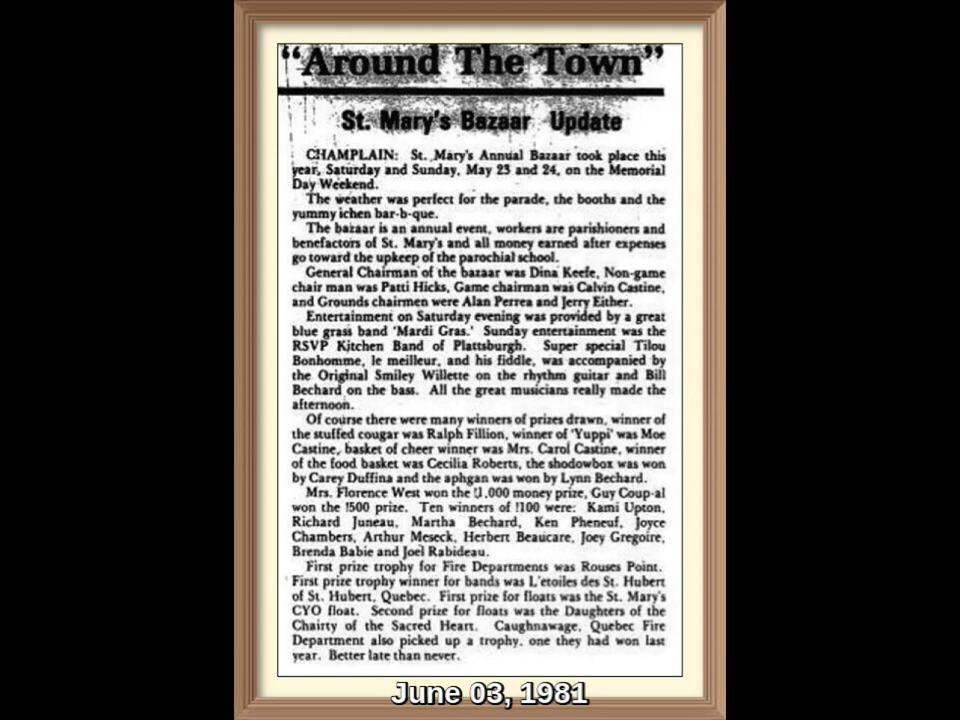 "Around The Town"
St. Mary's Bazaar Update
CHAMPLAIN: St. Mary's Annual Bazaar took place this
year, Saturday and Sunday, May 23 and 24, on the Memorial
Day Weekend.
The weather was perfect for the parade, the booths and the
yummy ichen bar-b-que.
The bazaar is an annual event, workers are parishioners and
benefactors of St. Mary's and all money earned after expenses
go toward the upkeep of the parochial school.
General Chairman of the bazaar was Dina Keefe, Non-game
chair man was Patti Hicks, Game chairman was Calvin Castine,
and Grounds chairmen were Alan Perrea and Jerry Either.
Entertainment on Saturday evening was provided by a great
blue grass band 'Mardi Gras.' Sunday entertainment was the
RSVP Kitchen Band of Plattsburgh. Super special Tilou
Bonhomme, le meilleur, and his fiddle, was accompanied by
the Original Smiley Willette on the rhythm guitar and Bill
Bechard on the bass. All the great musicians really made the
afternoon.
Of course there were many winners of prizes drawn, winner of
the stuffed cougar was Ralph Fillion, winner of 'Yuppi' was Moe
Castine, basket of cheer winner was Mrs. Carol Castine, winner
of the food basket was Cecilia Roberts, the shodowbox was won
by Carey Duffina and the aphgan was won by Lynn Bechard.
Mrs. Florence West won the !1,000 money prize, Guy Coup-al
won the !500 prize. Ten winners of !100 were: Kami Upton,
Richard Juneau, Martha Bechard, Ken Pheneuf, Joyce
Chambers, Arthur Meseck, Herbert Beaucare, Joey Gregoire,
Brenda Babie and Joel Rabideau.
First prize trophy for Fire Departments was Rouses Point.
First prize trophy winner for bands was L'etoiles des St. Hubert
of St. Hubert, Quebec. First prize for floats was the St. Mary's
CYO float. Second prize for floats was the Daughters of the
Chairty of the Sacred Heart. Caughnawage, Quebec Fire
Department also picked up a trophy, one they had won last
year. Better late than never.
June 03, 1981